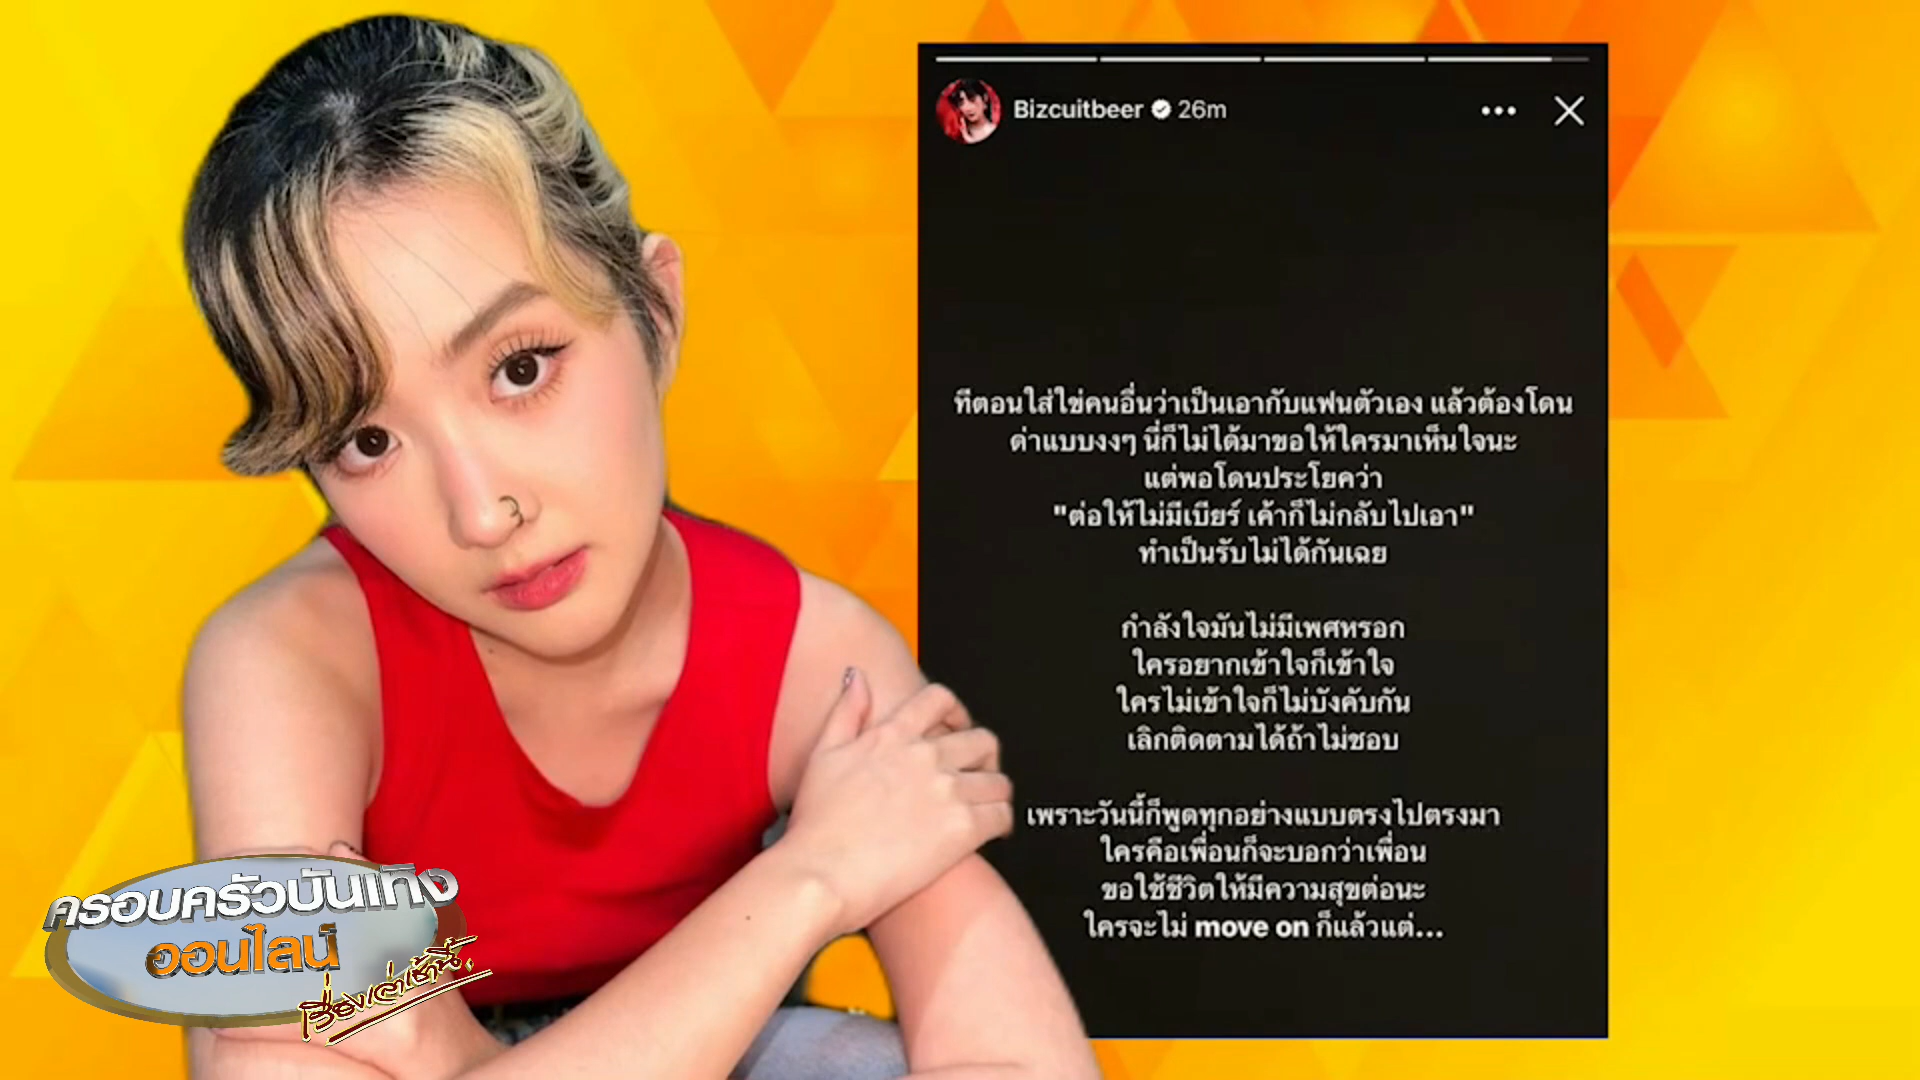 Bizcuitbeer 26m
ทีตอนใส่ไข่คนอื่นว่าเป็นเอากับแฟนตัวเอง แล้วต้องโดน
ด่าแบบงงๆ นี่ก็ไม่ได้มาขอให้ใครมาเห็นใจนะ
แต่พอโดนประโยคว่า
"ต่อให้ไม่มีเบียร์ เค้าก็ไม่กลับไปเอา"
ทำเป็นรับไม่ได้กันเฉย
กำลังใจมันไม่มีเพศหรอก
ใครอยากเข้าใจก็เข้าใจ
ใครไม่เข้าใจก็ไม่บังคับกัน
เลิกติดตามได้ถ้าไม่ชอบ
เพราะวันนี้ก็พูดทุกอย่างแบบตรงไปตรงมา
ใครคือเพื่อนก็จะบอกว่าเพื่อน
ขอใช้ชีวิตให้มีความสุขต่อนะ
ใครจะไม่ move on ก็แล้วแต่...
ครอบครัวบันเทิง
ออนไลน์
เรื่องเล่าเช้านี้